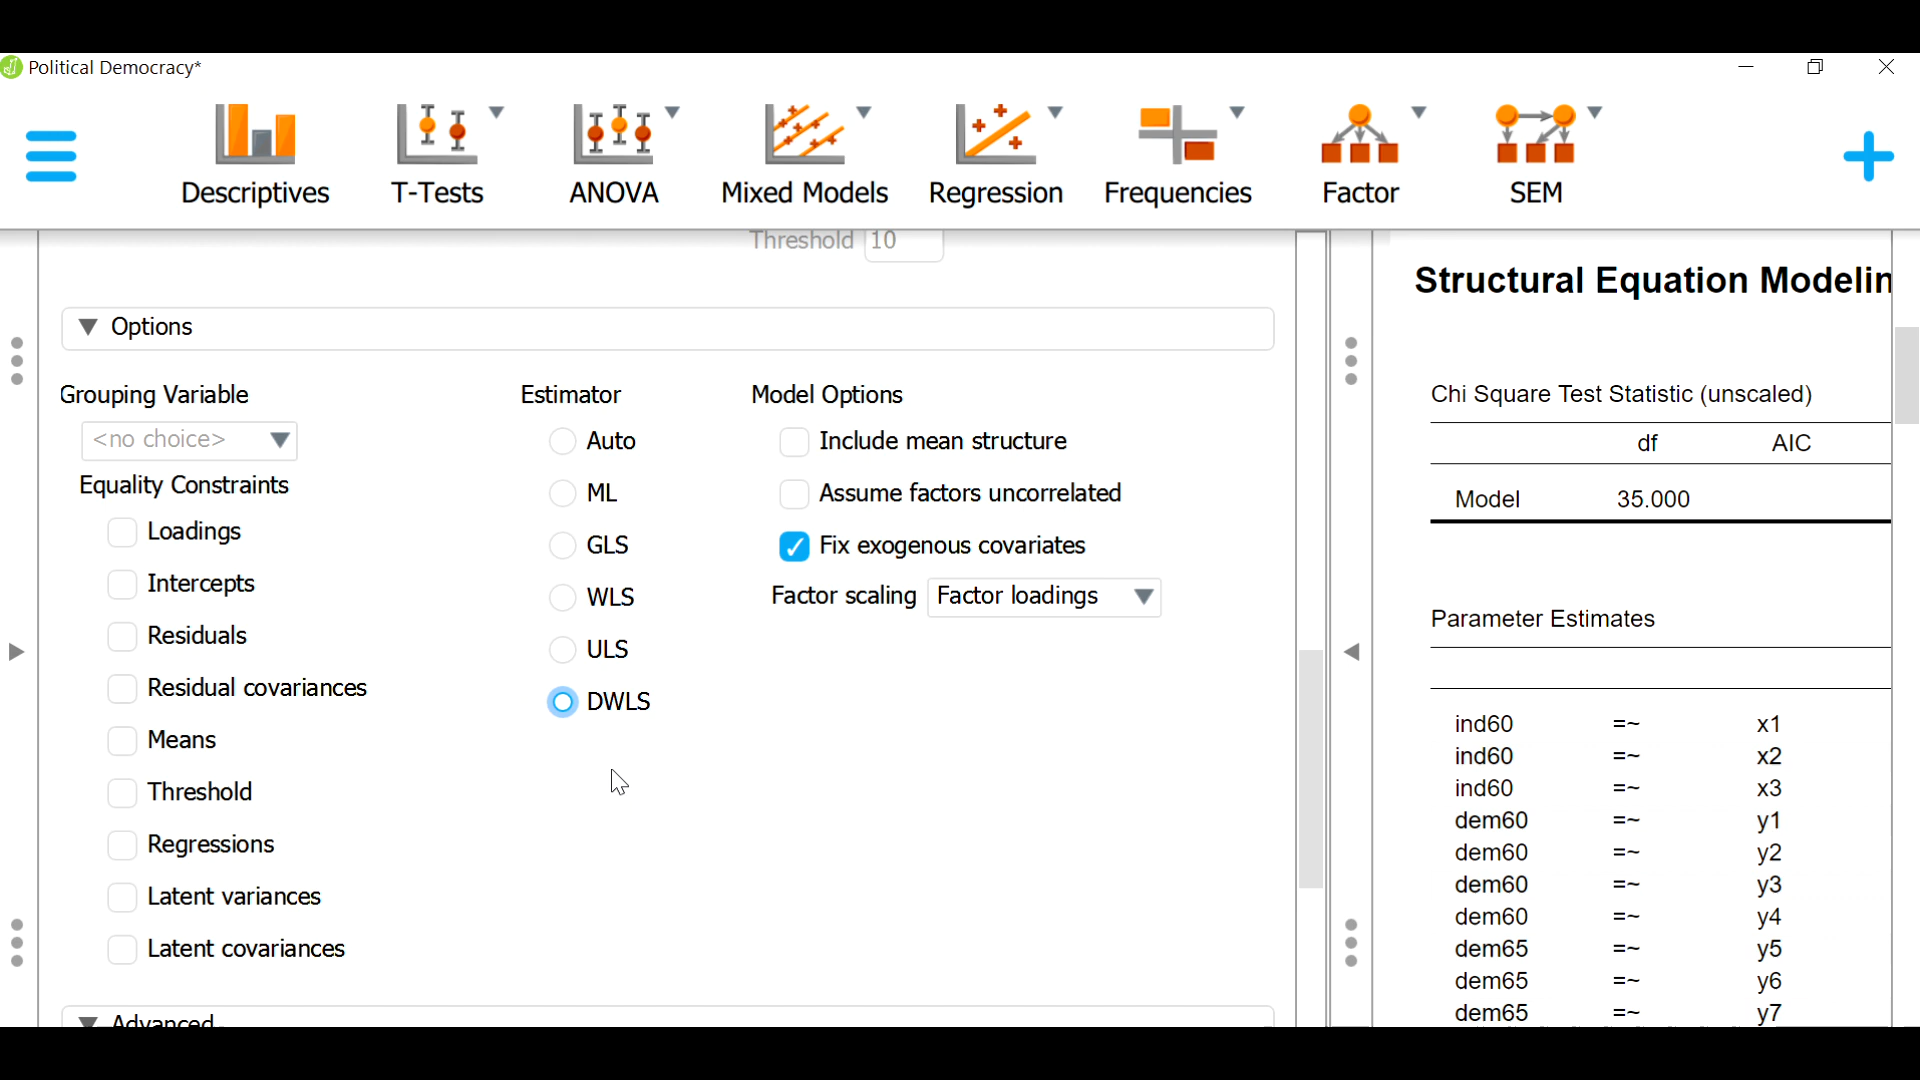 Political Democracy*
Descriptives
T-Tests
ANOVA
Mixed Models
Regression
Frequencies
Factor
SEM
Threshold 10
Options
Grouping Variable
<no choice>
Equality Constraints
Loadings
Intercepts
Residuals
Residual covariances
Means
Threshold
Regressions
Latent variances
Latent covariances
Estimator
Auto
ML
GLS
WLS
ULS
DWLS
Model Options
Include mean structure
Assume factors uncorrelated
Fix exogenous covariates
Factor scaling Factor loadings
Advanced
Structural Equation Modelin
Chi Square Test Statistic (unscaled)
df AIC
Model 35.000
Parameter Estimates
ind60 =~ x1
ind60 =~ x2
ind60 =~ x3
dem60 =~ y1
dem60 =~ y2
dem60 =~ y3
dem60 =~ y4
dem65 =~ y5
dem65 =~ y6
dem65 =~ y7